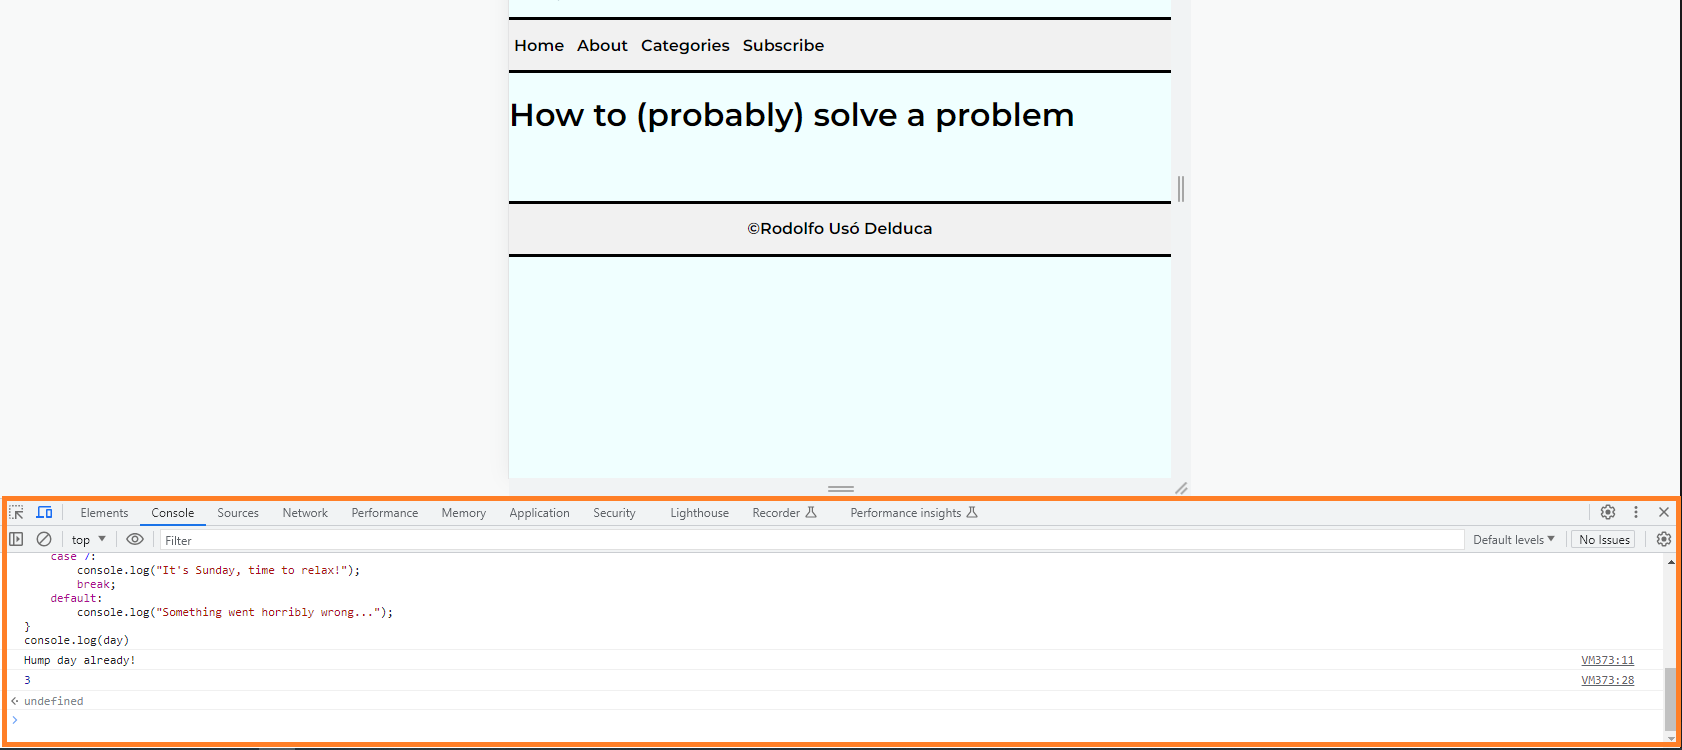 Home About Categories Subscribe
How to (probably) solve a problem
©Rodolfo Usó Delduca
Elements Console Sources Network Performance Memory Application Security Lighthouse Recorder Performance insights
top Filter Default levels No Issues
case 7:
console.log("It's Sunday, time to relax!");
break;
default:
console.log("Something went horribly wrong...");
}
console.log(day)
Hump day already! VM373:11
3 VM373:28
undefined